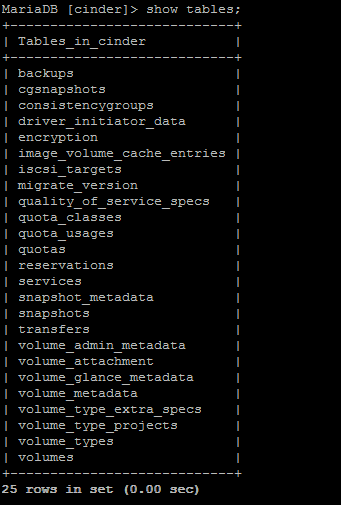 MariaDB [cinder]> show tables;
+----------------------------+
| Tables_in_cinder           |
+----------------------------+
| backups                    |
| cgsnapshots                |
| consistencygroups          |
| driver_initiator_data      |
| encryption                 |
| image_volume_cache_entries |
| iscsi_targets              |
| migrate_version            |
| quality_of_service_specs   |
| quota_classes              |
| quota_usages               |
| quotas                     |
| reservations               |
| services                   |
| snapshot_metadata          |
| snapshots                  |
| transfers                  |
| volume_admin_metadata      |
| volume_attachment          |
| volume_glance_metadata     |
| volume_metadata            |
| volume_type_extra_specs    |
| volume_type_projects       |
| volume_types               |
| volumes                    |
+----------------------------+
25 rows in set (0.00 sec)